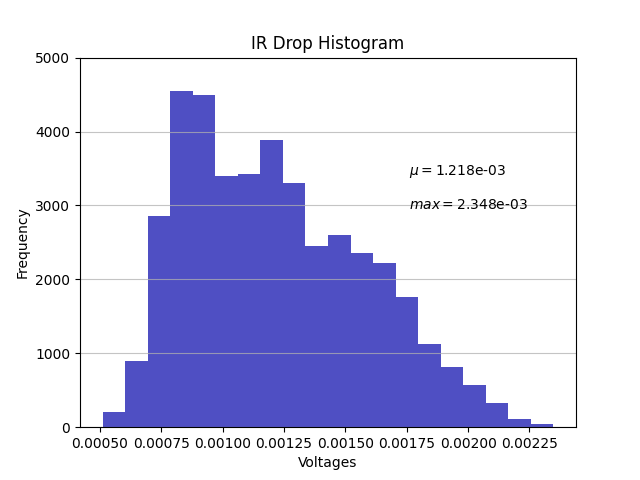 IR Drop Histogram
5000
4000
3000
2000
1000
0
Frequency
μ = 1.218e-03
max = 2.348e-03
0.00050 0.00075 0.00100 0.00125 0.00150 0.00175 0.00200 0.00225
Voltages